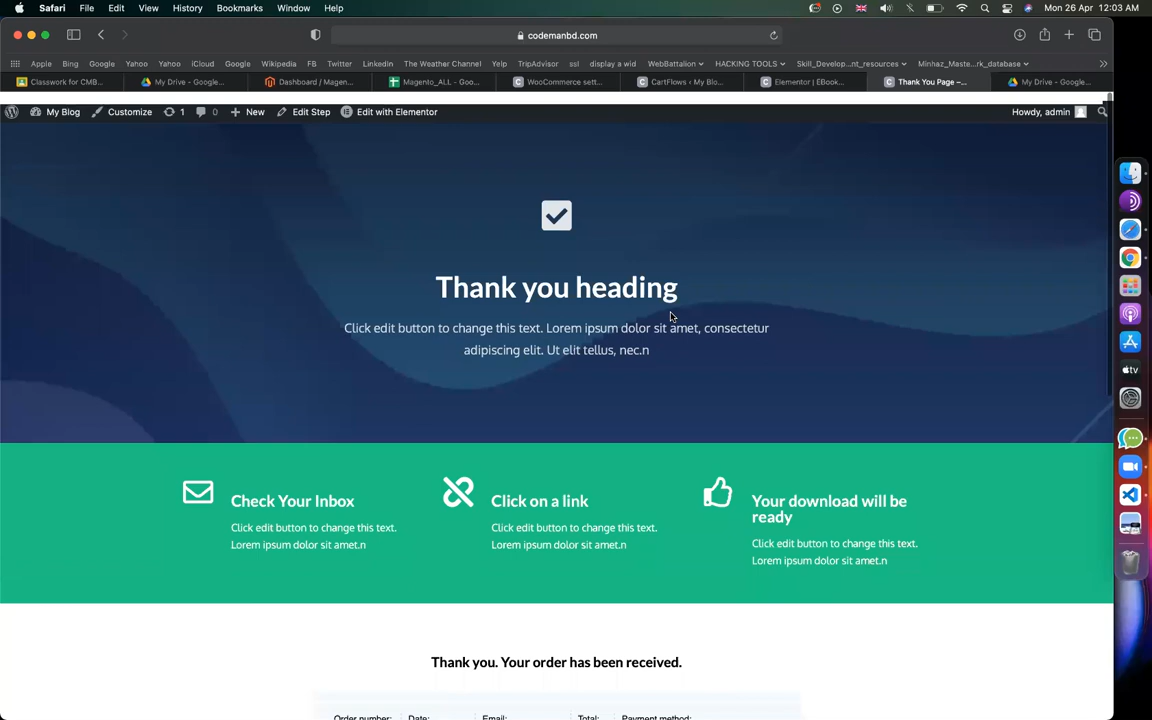 Safari File Edit View History Bookmarks Window Help Mon 26 Apr 12:03 AM
codemanbd.com
Apple Bing Google Yahoo Yahoo iCloud Google Wikipedia FB Twitter LinkedIn The Weather Channel Yelp TripAdvisor ssl display a wid WebBattalion HACKING TOOLS Skill_Develop...nt_resources Minhaz_Maste...rk_database
Classwork for CMB... My Drive - Google... Dashboard / Magen... Magento_ALL - Goo... WooCommerce sett... CartFlows ‹ My Blo... Elementor | EBook... Thank You Page –... My Drive - Google...
My Blog Customize 1 0 New Edit Step Edit with Elementor Howdy, admin
Thank you heading
Click edit button to change this text. Lorem ipsum dolor sit amet, consectetur
adipiscing elit. Ut elit tellus, nec.n
Check Your Inbox
Click edit button to change this text.
Lorem ipsum dolor sit amet.n
Click on a link
Click edit button to change this text.
Lorem ipsum dolor sit amet.n
Your download will be
ready
Click edit button to change this text.
Lorem ipsum dolor sit amet.n
Thank you. Your order has been received.
Order number: Date: Email: Total: Payment method:
tv